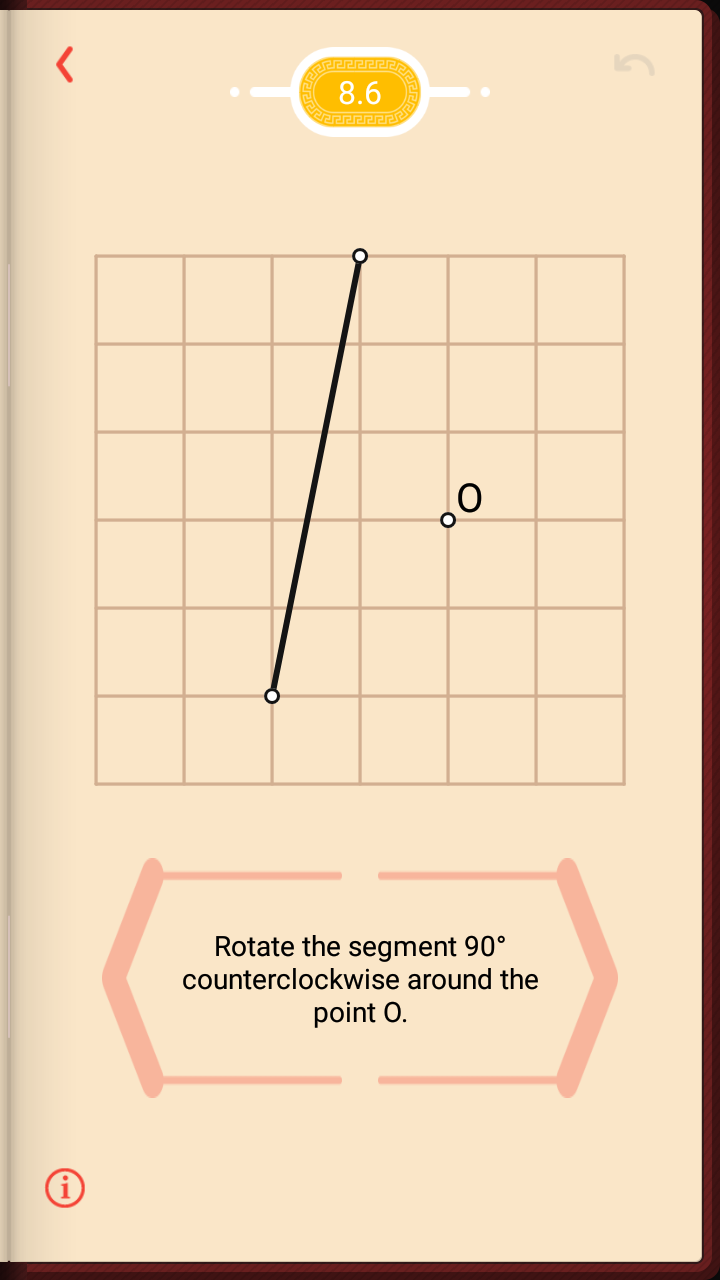 8.6
O
Rotate the segment 90°
counterclockwise around the
point O.
i